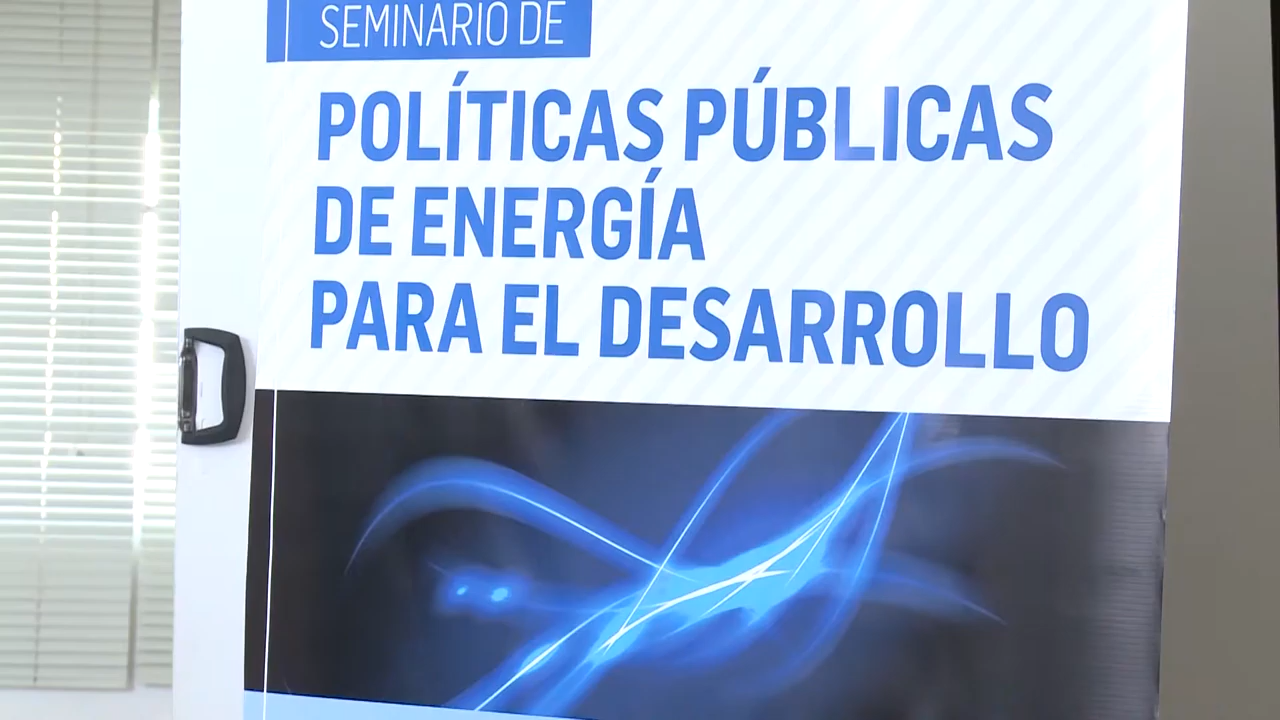 SEMINARIO DE
POLÍTICAS PÚBLICAS
DE ENERGÍA
PARA EL DESARROLLO